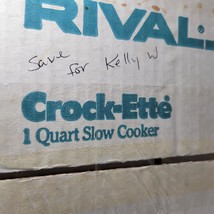 RIVAL
Save
for Kelly W
Crock-Ette
1 Quart Slow Cooker